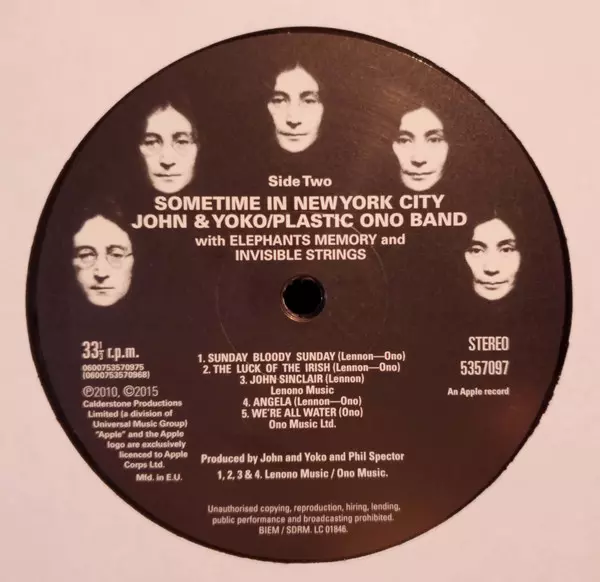 Side Two
SOMETIME IN NEW YORK CITY
JOHN & YOKO/PLASTIC ONO BAND
with ELEPHANTS MEMORY and
INVISIBLE STRINGS
33⅓ r.p.m.
0600753570975
(0600753570968)
℗2010, ©2015
Calderstone Productions
Limited (a division of
Universal Music Group)
"Apple" and the Apple
logo are exclusively
licenced to Apple
Corps Ltd.
Mfd. in E.U.
1. SUNDAY BLOODY SUNDAY (Lennon—Ono)
2. THE LUCK OF THE IRISH (Lennon—Ono)
3. JOHN SINCLAIR (Lennon)
Lenono Music
4. ANGELA (Lennon—Ono)
5. WE'RE ALL WATER (Ono)
Ono Music Ltd.
STEREO
5357097
An Apple record
Produced by John and Yoko and Phil Spector
1, 2, 3 & 4. Lenono Music / Ono Music.
Unauthorised copying, reproduction, hiring, lending,
public performance and broadcasting prohibited.
BIEM / SDRM. LC 01846.